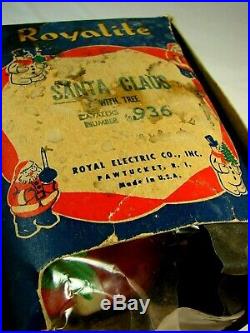 Royalite
SANTA CLAUS
WITH TREE
CATALOG
NUMBER 936
ROYAL ELECTRIC CO., INC.
PAWTUCKET, R. I.
Made in U.S.A.